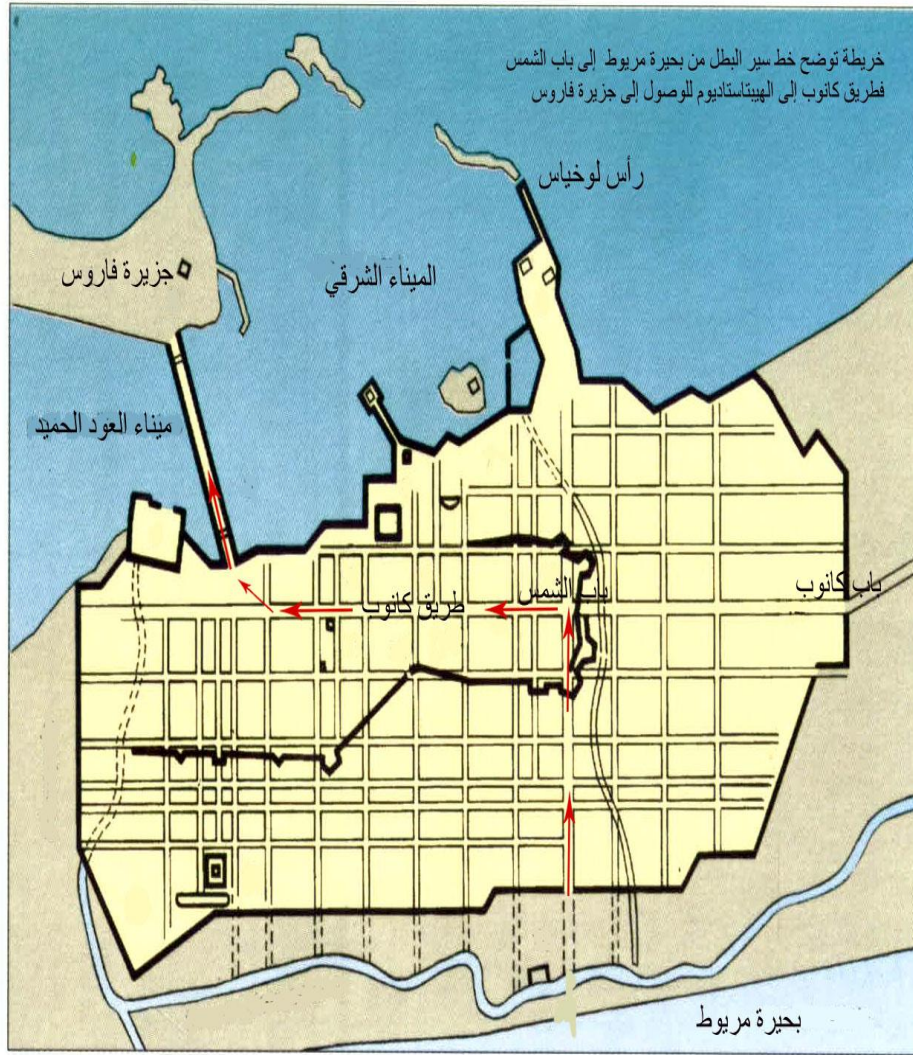 خريطة توضح خط سير البطل من بحيرة مريوط إلى باب الشمس
فطريق كانوب إلى الهيبتاستاديوم للوصول إلى جزيرة فاروس
رأس لوخياس
جزيرة فاروس
الميناء الشرقي
ميناء العود الحميد
باب كانوب
باب الشمس
طريق كانوب
بحيرة مريوط